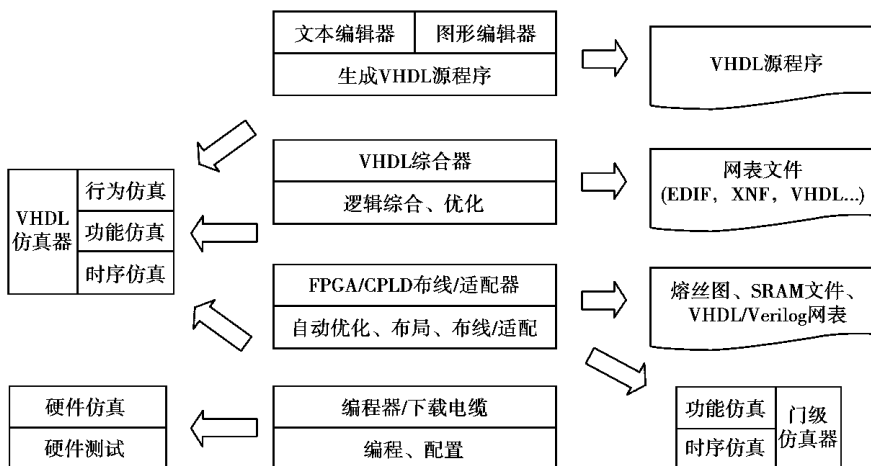 文本编辑器
图形编辑器
生成VHDL源程序
VHDL源程序
VHDL综合器
逻辑综合、优化
网表文件
(EDIF, XNF, VHDL...)
VHDL
仿真器
行为仿真
功能仿真
时序仿真
FPGA/CPLD布线/适配器
自动优化、布局、布线/适配
熔丝图、SRAM文件、
VHDL/Verilog网表
硬件仿真
硬件测试
编程器/下载电缆
编程、配置
功能仿真
时序仿真
门级
仿真器